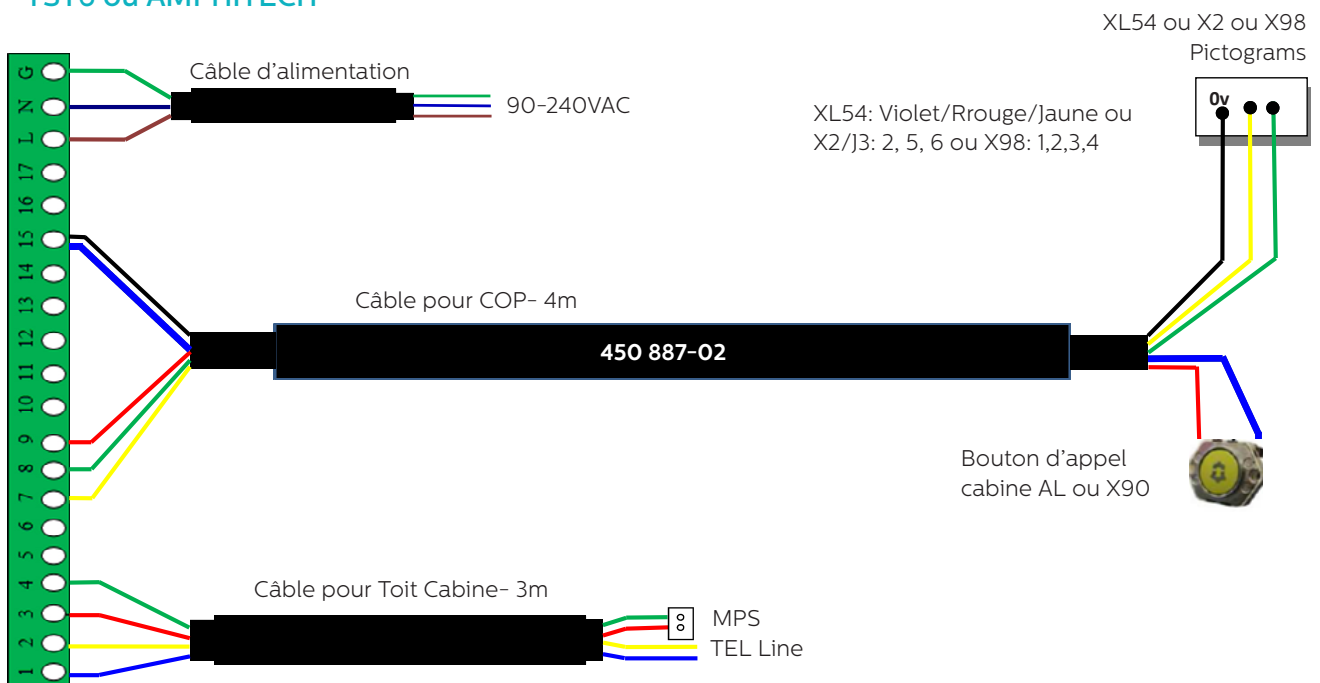 ou AMPHITECH
XL54 ou X2 ou X98
Pictograms
0v
XL54: Violet/Rrouge/Jaune ou
X2/J3: 2, 5, 6 ou X98: 1,2,3,4
Câble d'alimentation
90-240VAC
G
N
L
17
16
15
14
13
12
11
10
9
8
7
6
5
4
3
2
1
Câble pour COP- 4m
450 887-02
Bouton d'appel
cabine AL ou X90
Câble pour Toit Cabine- 3m
MPS
TEL Line